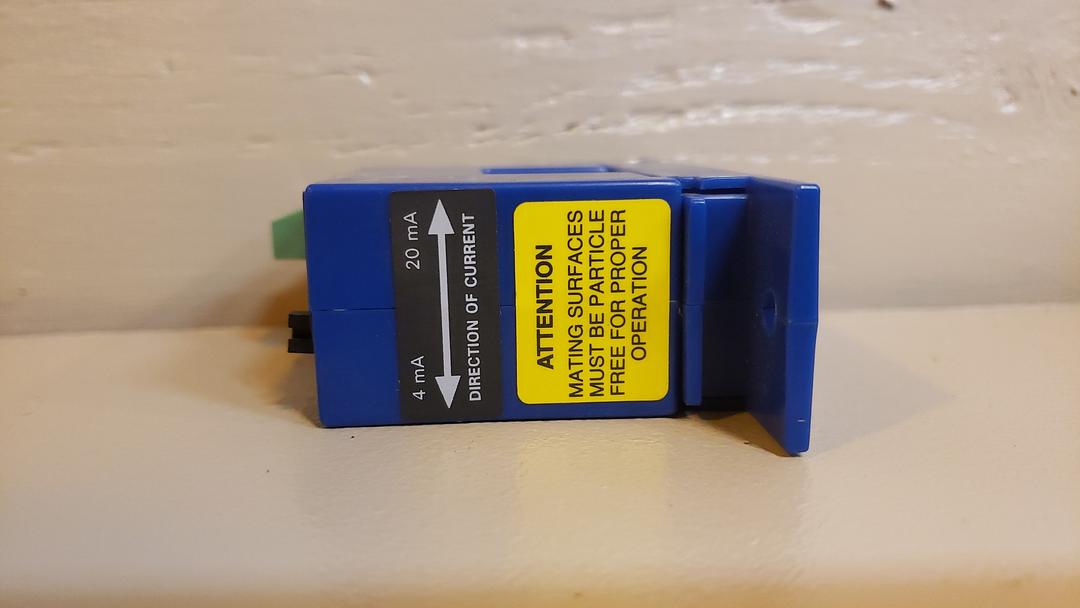 4 mA 20 mA
DIRECTION OF CURRENT
ATTENTION
MATING SURFACES
MUST BE PARTICLE
FREE FOR PROPER
OPERATION